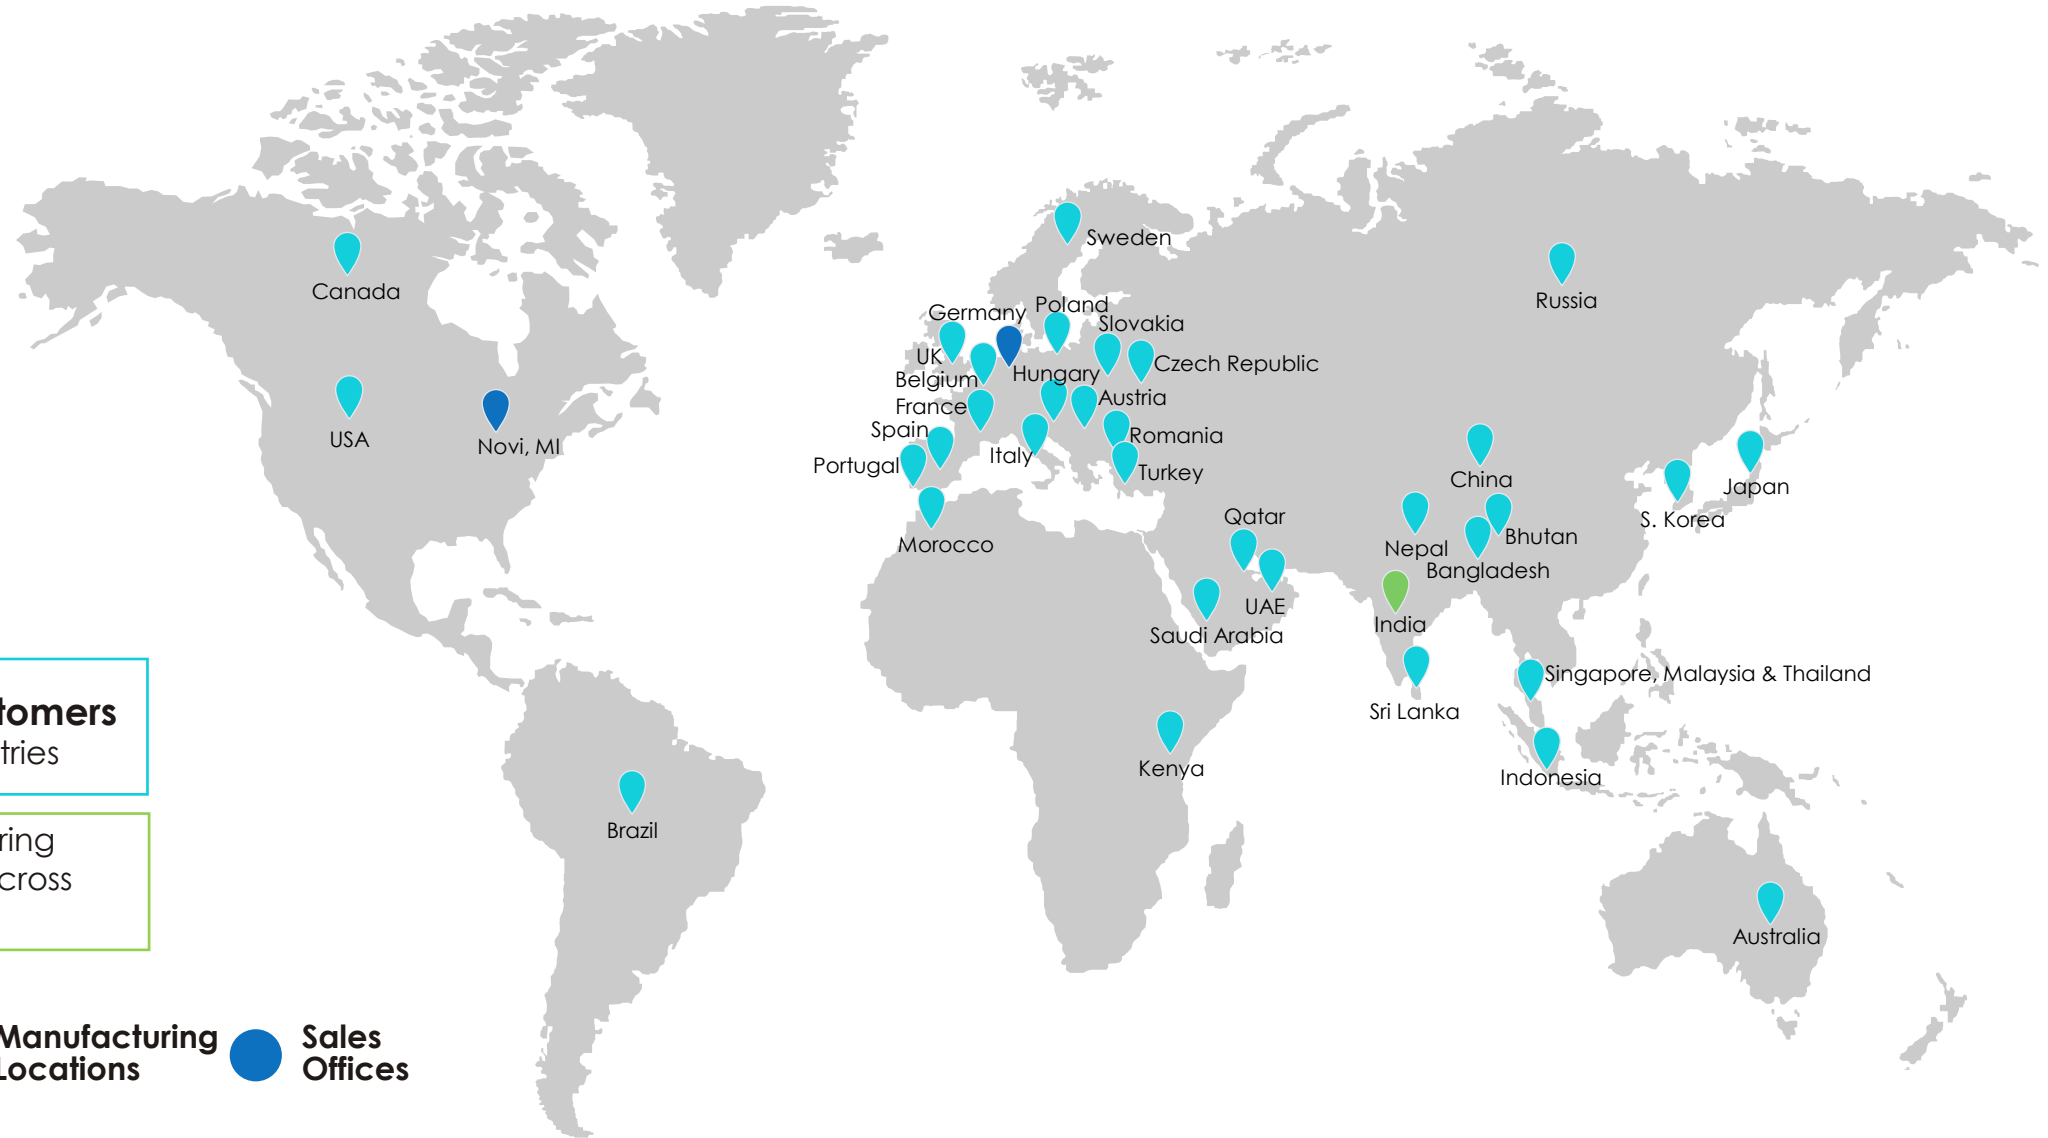 Sweden
Canada
Russia
Germany
Poland
Slovakia
UK
Czech Republic
Belgium
Hungary
France
Austria
USA
Novi, MI
Spain
Romania
Italy
Portugal
Turkey
China
Japan
Qatar
S. Korea
Morocco
Nepal
Bhutan
Bangladesh
UAE
India
Saudi Arabia
Singapore, Malaysia & Thailand
Sri Lanka
Kenya
Indonesia
Brazil
Australia
tomers
tries
ring
cross
Manufacturing
Locations
Sales
Offices